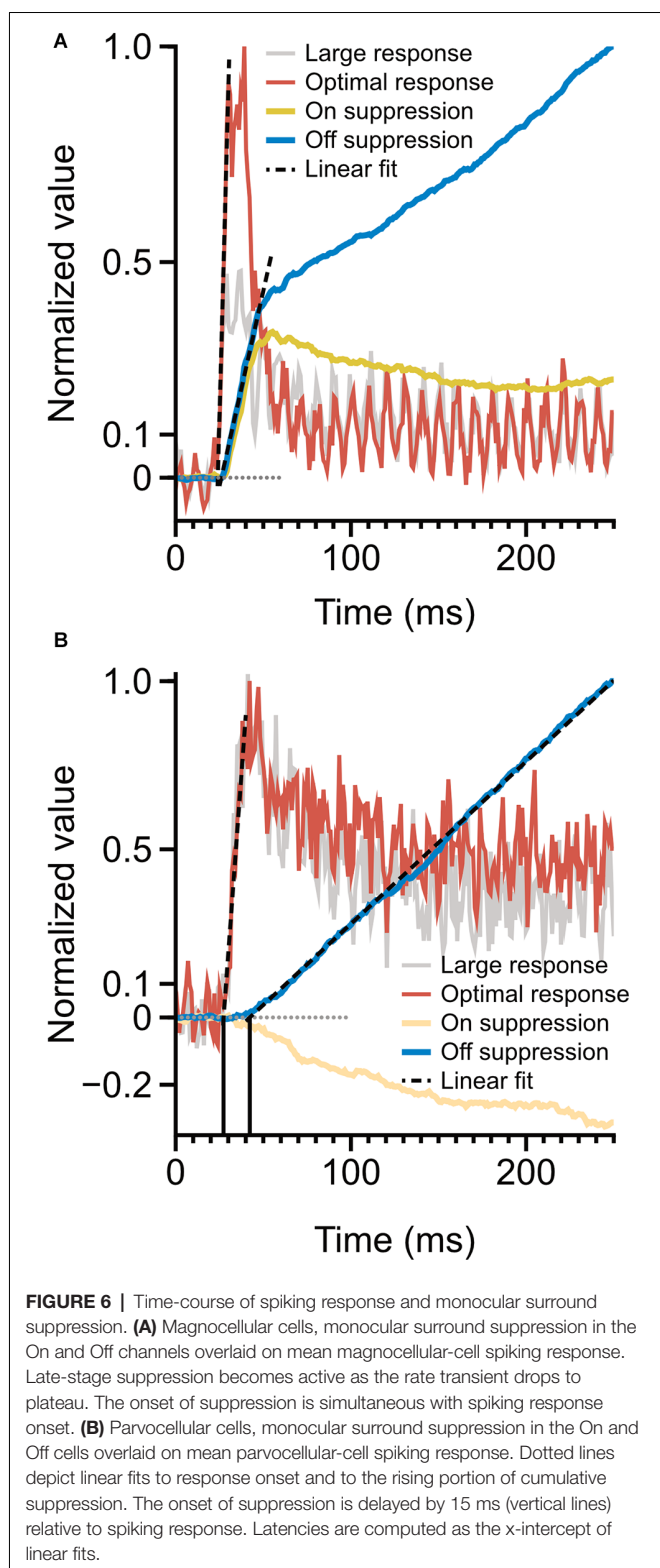 A
1.0
Large response
Optimal response
On suppression
Off suppression
Linear fit
Normalized value
0.5
0.1
0
0
100
200
Time (ms)
B
1.0
Normalized value
0.5
0.1
0
−0.2
Large response
Optimal response
On suppression
Off suppression
Linear fit
0
100
200
Time (ms)
FIGURE 6 | Time-course of spiking response and monocular surround
suppression. (A) Magnocellular cells, monocular surround suppression in the
On and Off channels overlaid on mean magnocellular-cell spiking response.
Late-stage suppression becomes active as the rate transient drops to
plateau. The onset of suppression is simultaneous with spiking response
onset. (B) Parvocellular cells, monocular surround suppression in the On and
Off cells overlaid on mean parvocellular-cell spiking response. Dotted lines
depict linear fits to response onset and to the rising portion of cumulative
suppression. The onset of suppression is delayed by 15 ms (vertical lines)
relative to spiking response. Latencies are computed as the x-intercept of
linear fits.